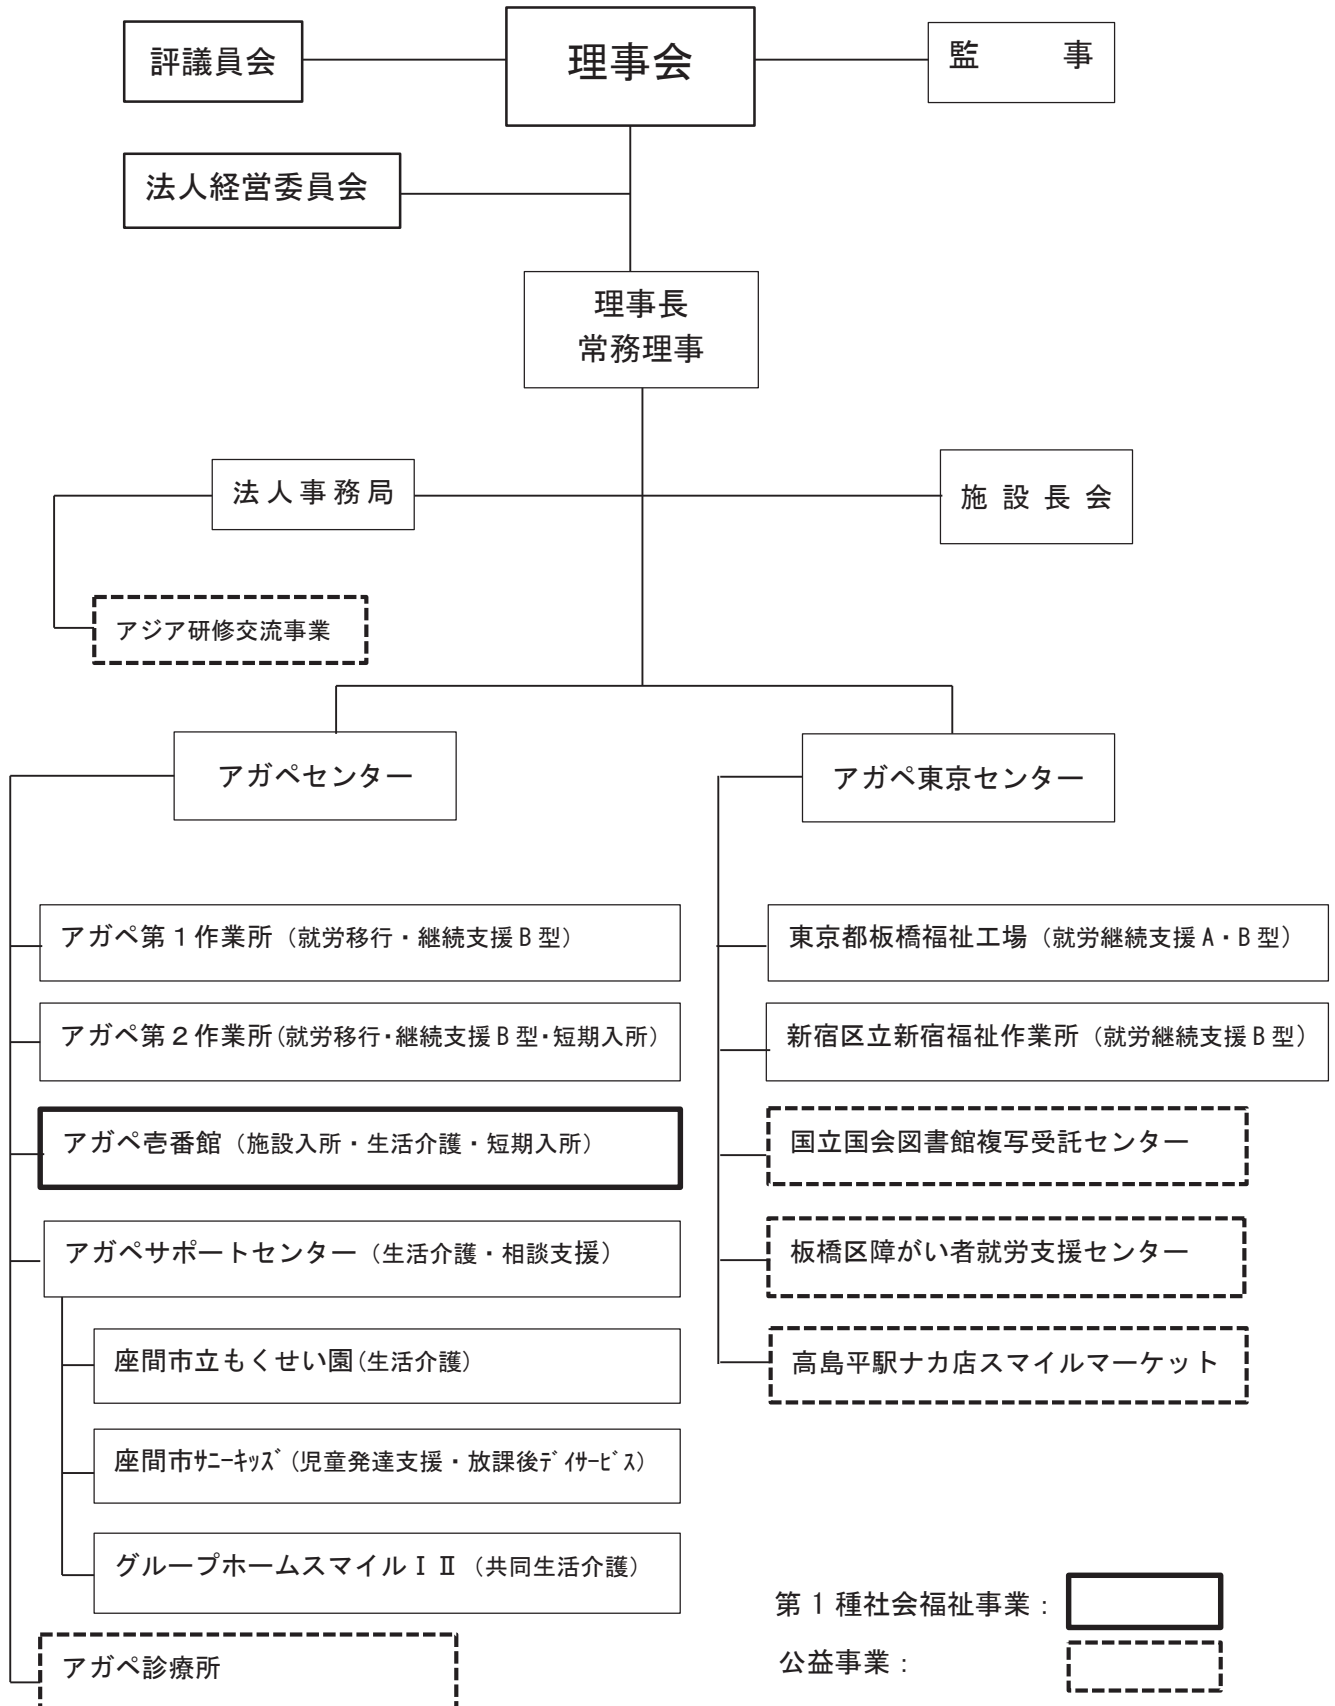 評議員会
理事会
監　　事
法人経営委員会
理事長
常務理事
法人事務局
施設長会
アジア研修交流事業
アガペセンター
アガペ東京センター
アガペ第１作業所（就労移行・継続支援Ｂ型）
アガペ第２作業所(就労移行・継続支援Ｂ型・短期入所)
アガペ壱番館（施設入所・生活介護・短期入所）
アガペサポートセンター（生活介護・相談支援）
座間市立もくせい園(生活介護)
座間市ｻﾆｰｷｯｽﾞ(児童発達支援・放課後ﾃﾞｲｻｰﾋﾞｽ)
グループホームスマイルⅠⅡ（共同生活介護）
アガペ診療所
東京都板橋福祉工場（就労継続支援Ａ・Ｂ型）
新宿区立新宿福祉作業所（就労継続支援Ｂ型）
国立国会図書館複写受託センター
板橋区障がい者就労支援センター
高島平駅ナカ店スマイルマーケット
第１種社会福祉事業：
公益事業：